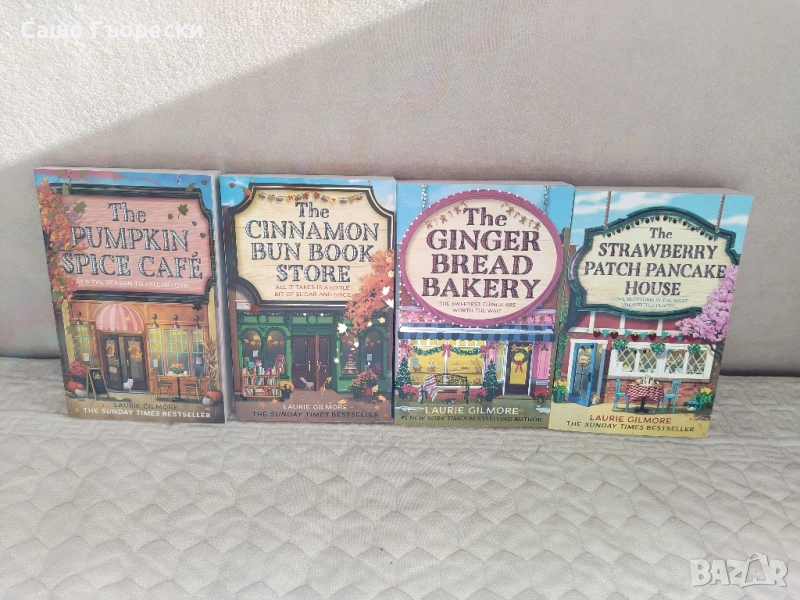 Сашо Гьорески
The
PUMPKIN
SPICE CAFÉ
LAURIE GILMORE
THE SUNDAY TIMES BESTSELLER
The
CINNAMON
BUN BOOK
STORE
ALL IT TAKES IS A LITTLE
BIT OF SUGAR AND SPICE
LAURIE GILMORE
THE SUNDAY TIMES BESTSELLER
The
GINGER
BREAD
BAKERY
THE SWEETEST THINGS ARE
WORTH THE WAIT
LAURIE GILMORE
#1 NEW YORK TIMES BESTSELLING AUTHOR
The
STRAWBERRY
PATCH PANCAKE
HOUSE
LAURIE GILMORE
THE SUNDAY TIMES BESTSELLER
BAZAR